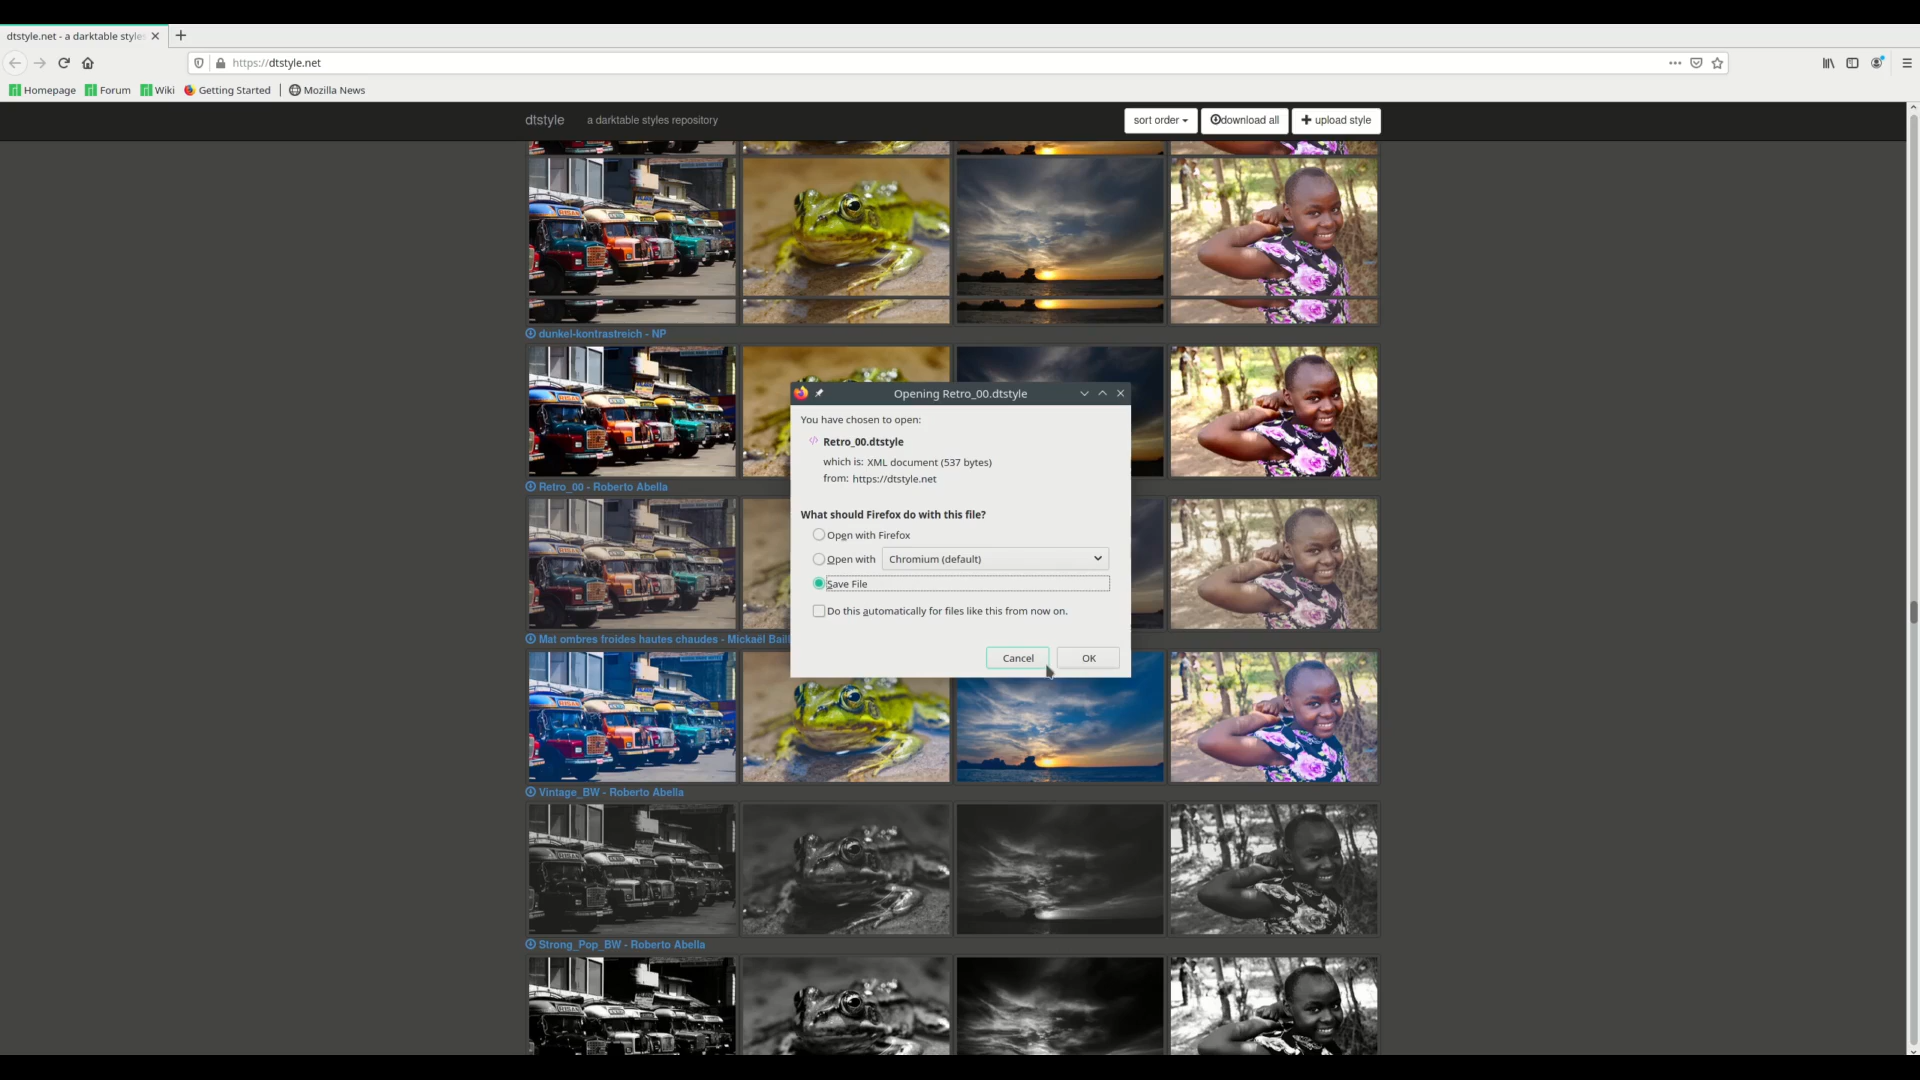 dtstyle.net - a darktable styles
https://dtstyle.net
Homepage Forum Wiki Getting Started Mozilla News
dtstyle a darktable styles repository sort order download all upload style
dunkel-kontrastreich - NP
Retro_00 - Roberto Abella
Mat ombres froides hautes chaudes - Mickaël
Vintage_BW - Roberto Abella
Strong_Pop_BW - Roberto Abella
Opening Retro_00.dtstyle
You have chosen to open:
Retro_00.dtstyle
which is: XML document (537 bytes)
from: https://dtstyle.net
What should Firefox do with this file?
Open with Firefox
Open with Chromium (default)
Save File
Do this automatically for files like this from now on.
Cancel OK